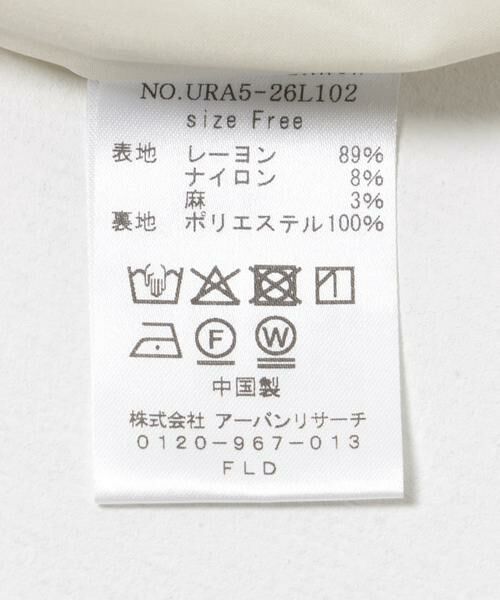 NO.URA5-26L102
size Free
表地 レーヨン 89%
ナイロン 8%
麻 3%
裏地 ポリエステル100%
F W
中国製
株式会社 アーバンリサーチ
0120-967-013
FLD